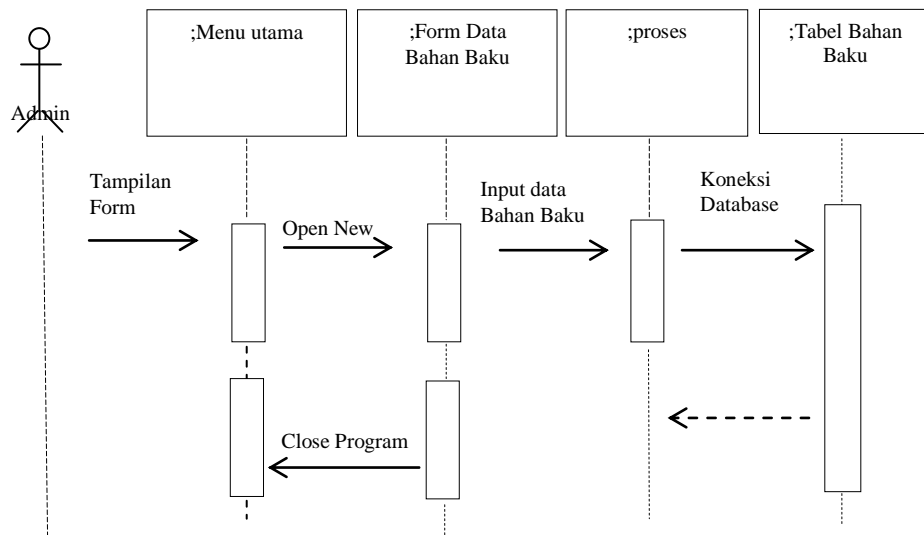 ;Menu utama
;Form Data
Bahan Baku
;proses
;Tabel Bahan
Baku
Admin
Tampilan
Form
Open New
Input data
Bahan Baku
Koneksi
Database
Close Program